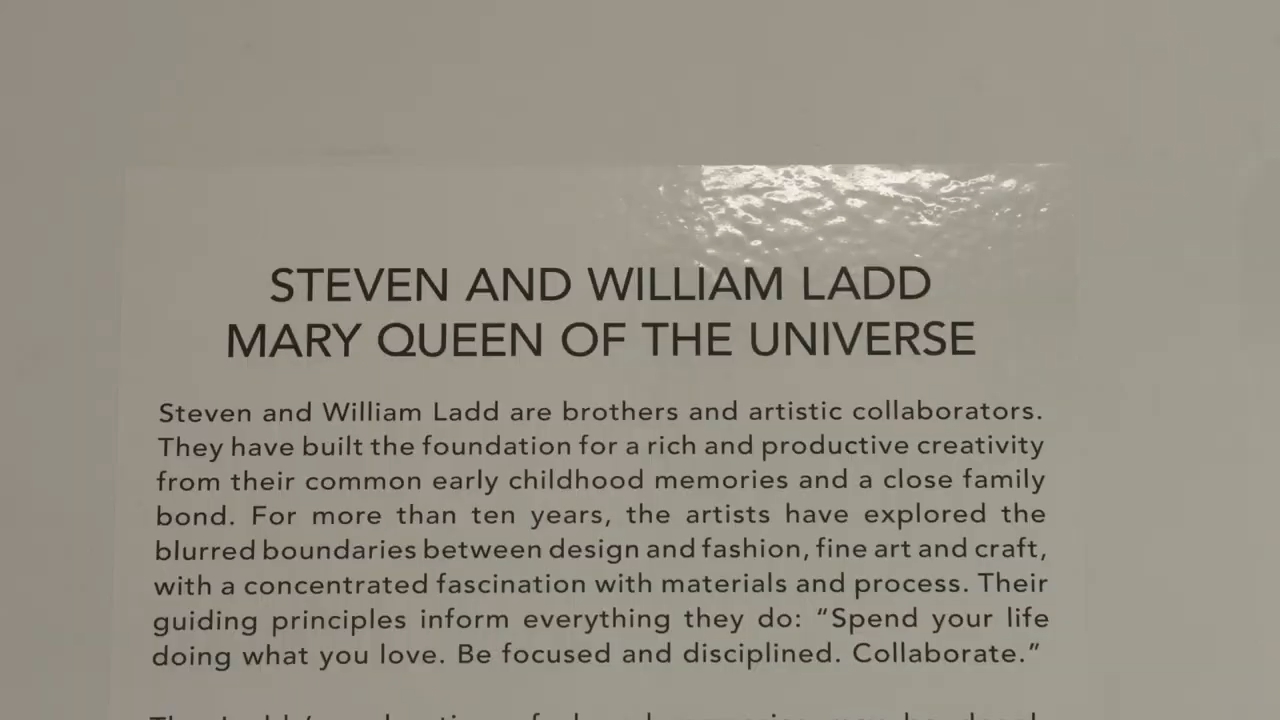 STEVEN AND WILLIAM LADD
MARY QUEEN OF THE UNIVERSE
Steven and William Ladd are brothers and artistic collaborators.
They have built the foundation for a rich and productive creativity
from their common early childhood memories and a close family
bond. For more than ten years, the artists have explored the
blurred boundaries between design and fashion, fine art and craft,
with a concentrated fascination with materials and process. Their
guiding principles inform everything they do: “Spend your life
doing what you love. Be focused and disciplined. Collaborate.”